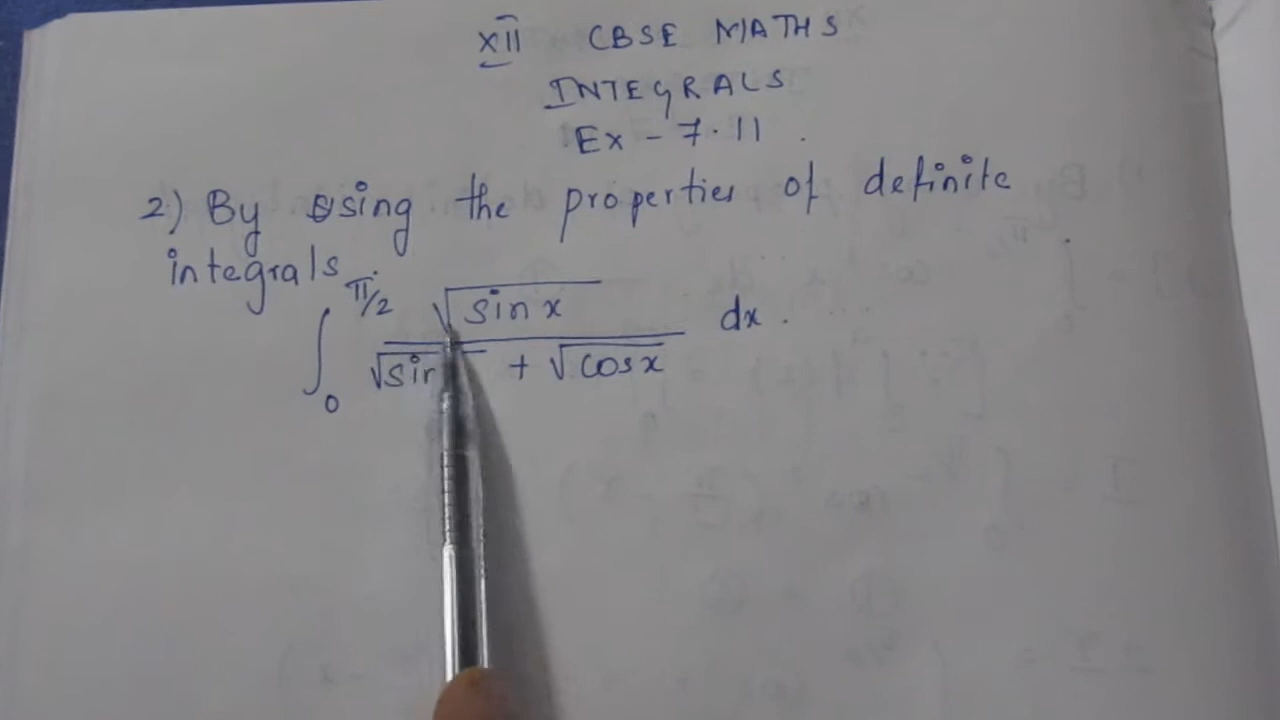 XII CBSE MATHS
INTEGRALS
Ex - 7.11
2) By using the properties of definite
integrals
∫₀^π/2 √sin x / (√sin + √cosx) dx.